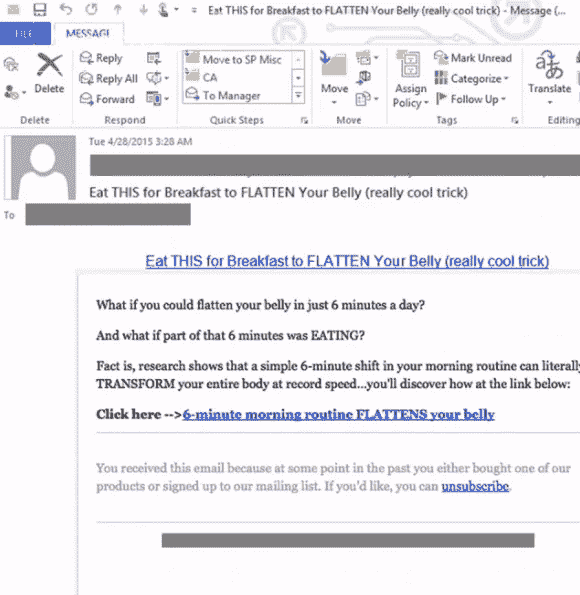 Eat THIS for Breakfast to FLATTEN Your Belly (really cool trick) - Message (...
FILE
MESSAGE
Delete
Delete
Reply
Reply All
Forward
Respond
Move to SP Misc
CA
To Manager
Quick Steps
Move
Move
Assign
Policy
Mark Unread
Categorize
Follow Up
Tags
Translate
Editing
Tue 4/28/2015 3:28 AM
Eat THIS for Breakfast to FLATTEN Your Belly (really cool trick)
To
Eat THIS for Breakfast to FLATTEN Your Belly (really cool trick)
What if you could flatten your belly in just 6 minutes a day?
And what if part of that 6 minutes was EATING?
Fact is, research shows that a simple 6-minute shift in your morning routine can literally
TRANSFORM your entire body at record speed...you'll discover how at the link below:
Click here -->6-minute morning routine FLATTENS your belly
You received this email because at some point in the past you either bought one of our
products or signed up to our mailing list. If you'd like, you can unsubscribe.